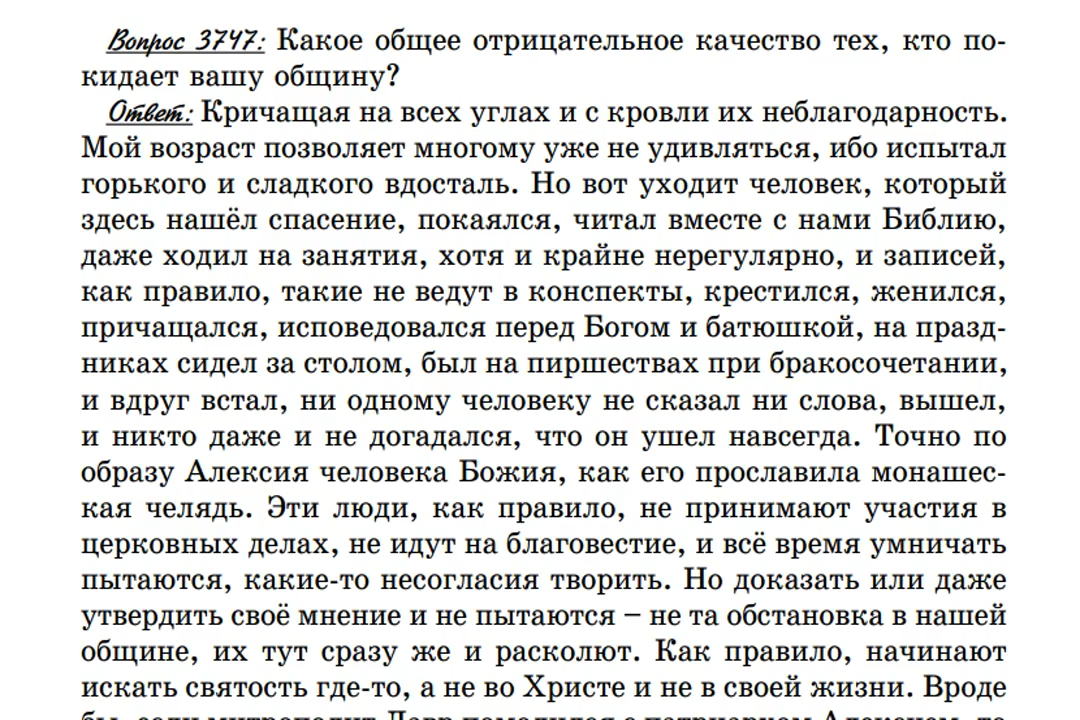 Вопрос 3747: Какое общее отрицательное качество тех, кто по-
кидает вашу общину?
Ответ: Кричащая на всех углах и с кровли их неблагодарность.
Мой возраст позволяет многому уже не удивляться, ибо испытал
горького и сладкого вдосталь. Но вот уходит человек, который
здесь нашёл спасение, покаялся, читал вместе с нами Библию,
даже ходил на занятия, хотя и крайне нерегулярно, и записей,
как правило, такие не ведут в конспекты, крестился, женился,
причащался, исповедовался перед Богом и батюшкой, на празд-
никах сидел за столом, был на пиршествах при бракосочетании,
и вдруг встал, ни одному человеку не сказал ни слова, вышел,
и никто даже и не догадался, что он ушел навсегда. Точно по
образу Алексия человека Божия, как его прославила монашес-
кая челядь. Эти люди, как правило, не принимают участия в
церковных делах, не идут на благовестие, и всё время умничать
пытаются, какие-то несогласия творить. Но доказать или даже
утвердить своё мнение и не пытаются – не та обстановка в нашей
общине, их тут сразу же и расколют. Как правило, начинают
искать святость где-то, а не во Христе и не в своей жизни. Вроде
бы, если митрополит Лавр помолился с патриархом Алексием, то